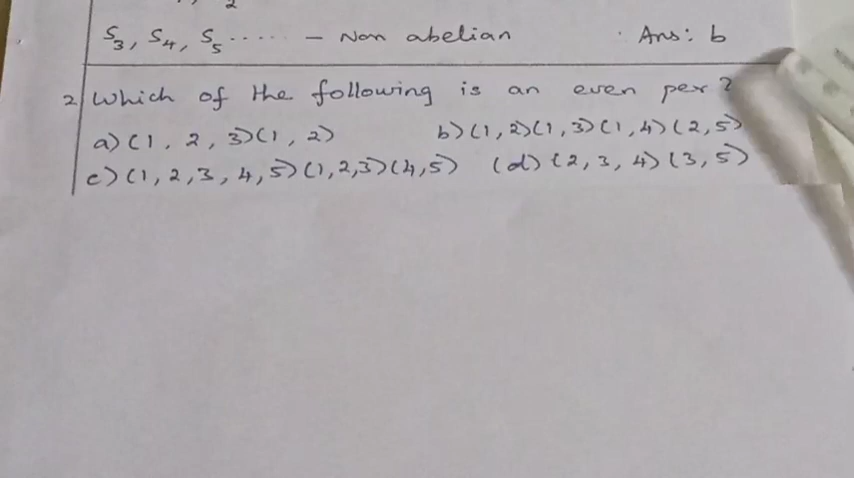 S₃, S₄, S₅ ..... – Non abelian Ans: b
2 Which of the following is an even per?
a) (1, 2, 3)(1, 2) b) (1, 2)(1, 3)(1, 4)(2, 5)
c) (1, 2, 3, 4, 5)(1,2,3)(4,5) (d) (2, 3, 4)(3, 5)